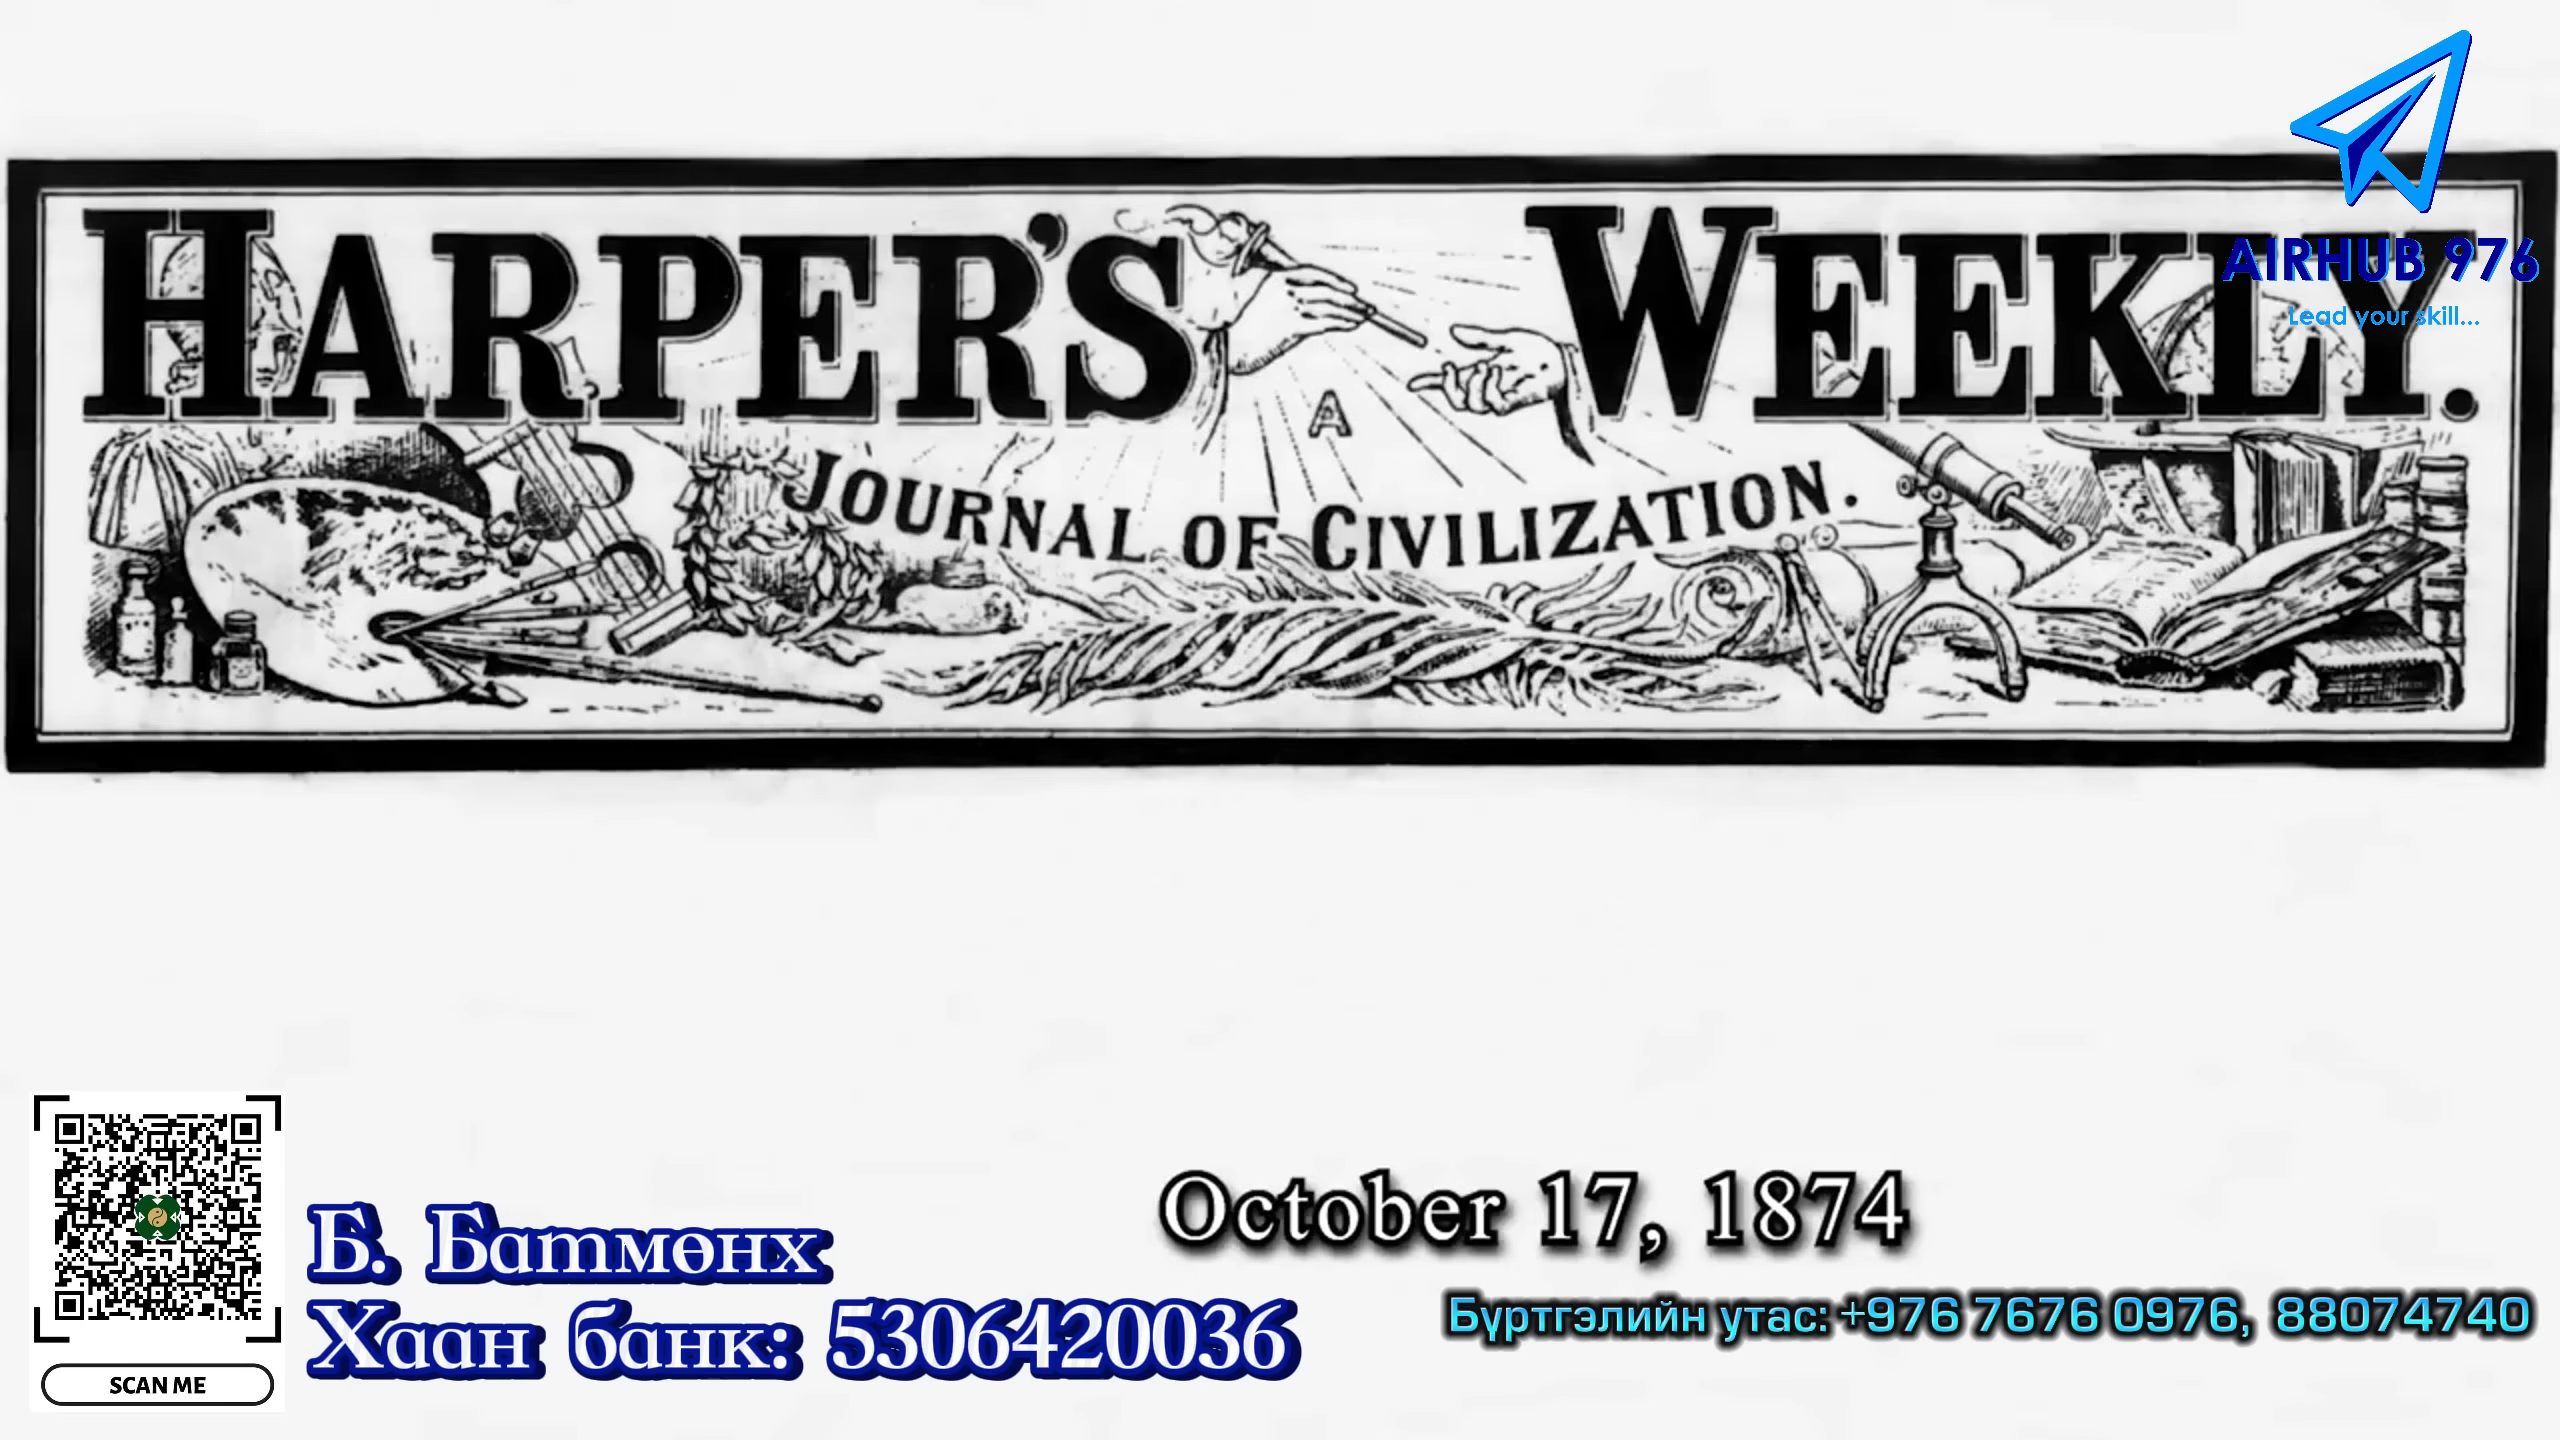 HARPER'S WEEKLY.
A
JOURNAL OF CIVILIZATION.
AIRHUB 976
Lead your skill...
October 17, 1874
Б. Батмөнх
Хаан банк: 5306420036
Бүртгэлийн утас: +976 7676 0976, 88074740
SCAN ME